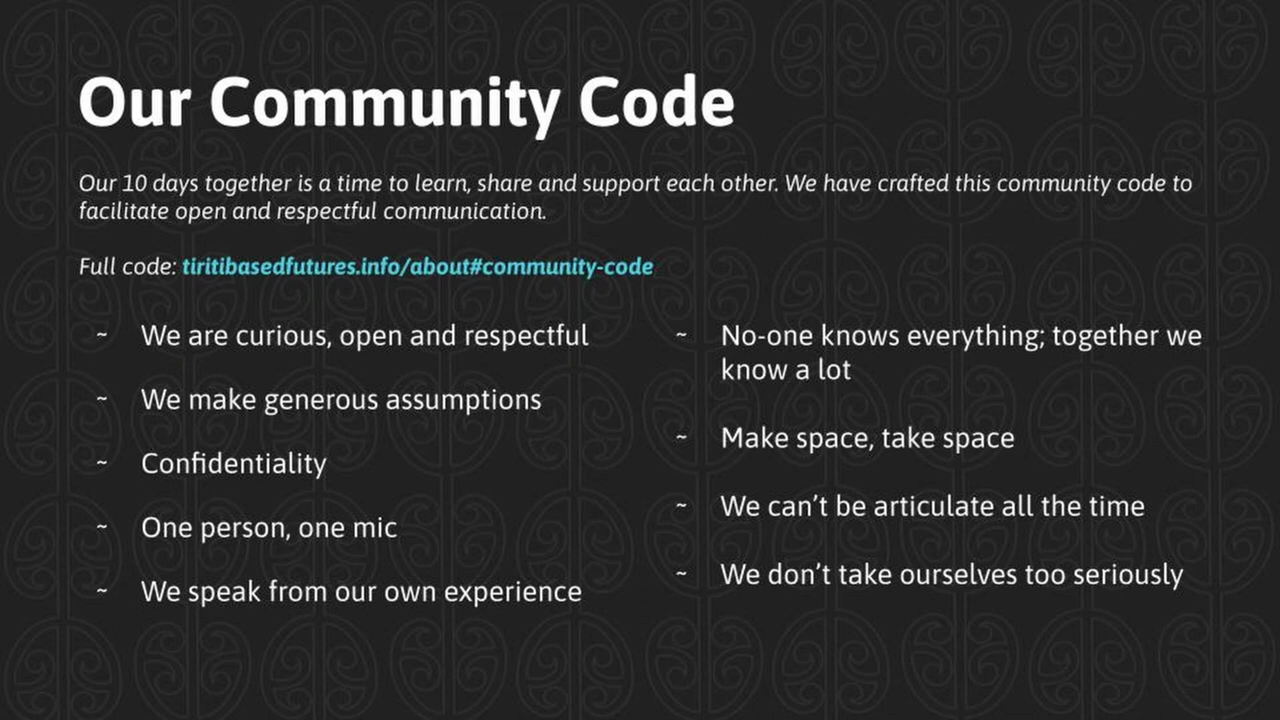 Our Community Code
Our 10 days together is a time to learn, share and support each other. We have crafted this community code to
facilitate open and respectful communication.
Full code: tiritibasedfutures.info/about#community-code
~ We are curious, open and respectful
~ We make generous assumptions
~ Confidentiality
~ One person, one mic
~ We speak from our own experience
~ No-one knows everything; together we
know a lot
~ Make space, take space
~ We can’t be articulate all the time
~ We don’t take ourselves too seriously